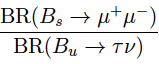 BR(B_s → μ⁺μ⁻)
BR(B_u → τν)